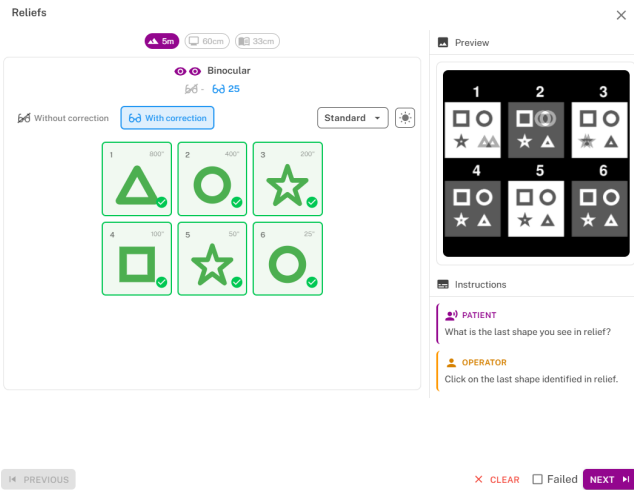 Reliefs
5m 60cm 33cm
Binocular
- 25
Without correction With correction Standard
1 800" 2 400" 3 200"
4 100" 5 50" 6 25"
Preview
1 2 3
4 5 6
Instructions
PATIENT
What is the last shape you see in relief?
OPERATOR
Click on the last shape identified in relief.
PREVIOUS CLEAR Failed NEXT